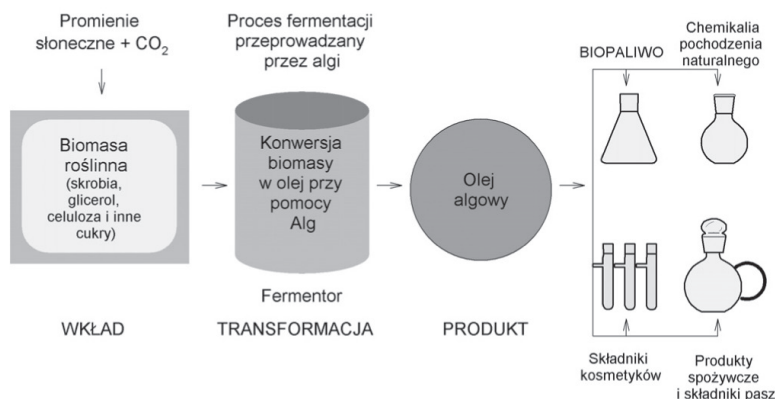 Promienie
słoneczne + CO₂
Biomasa
roślinna
(skrobia,
glicerol,
celuloza i inne
cukry)
WKŁAD
Proces fermentacji
przeprowadzany
przez algi
Konwersja
biomasy
w olej przy
pomocy
Alg
Fermentor
TRANSFORMACJA
Olej
algowy
PRODUKT
BIOPALIWO
Chemikalia
pochodzenia
naturalnego
Składniki
kosmetyków
Produkty
spożywcze
i składniki pasz